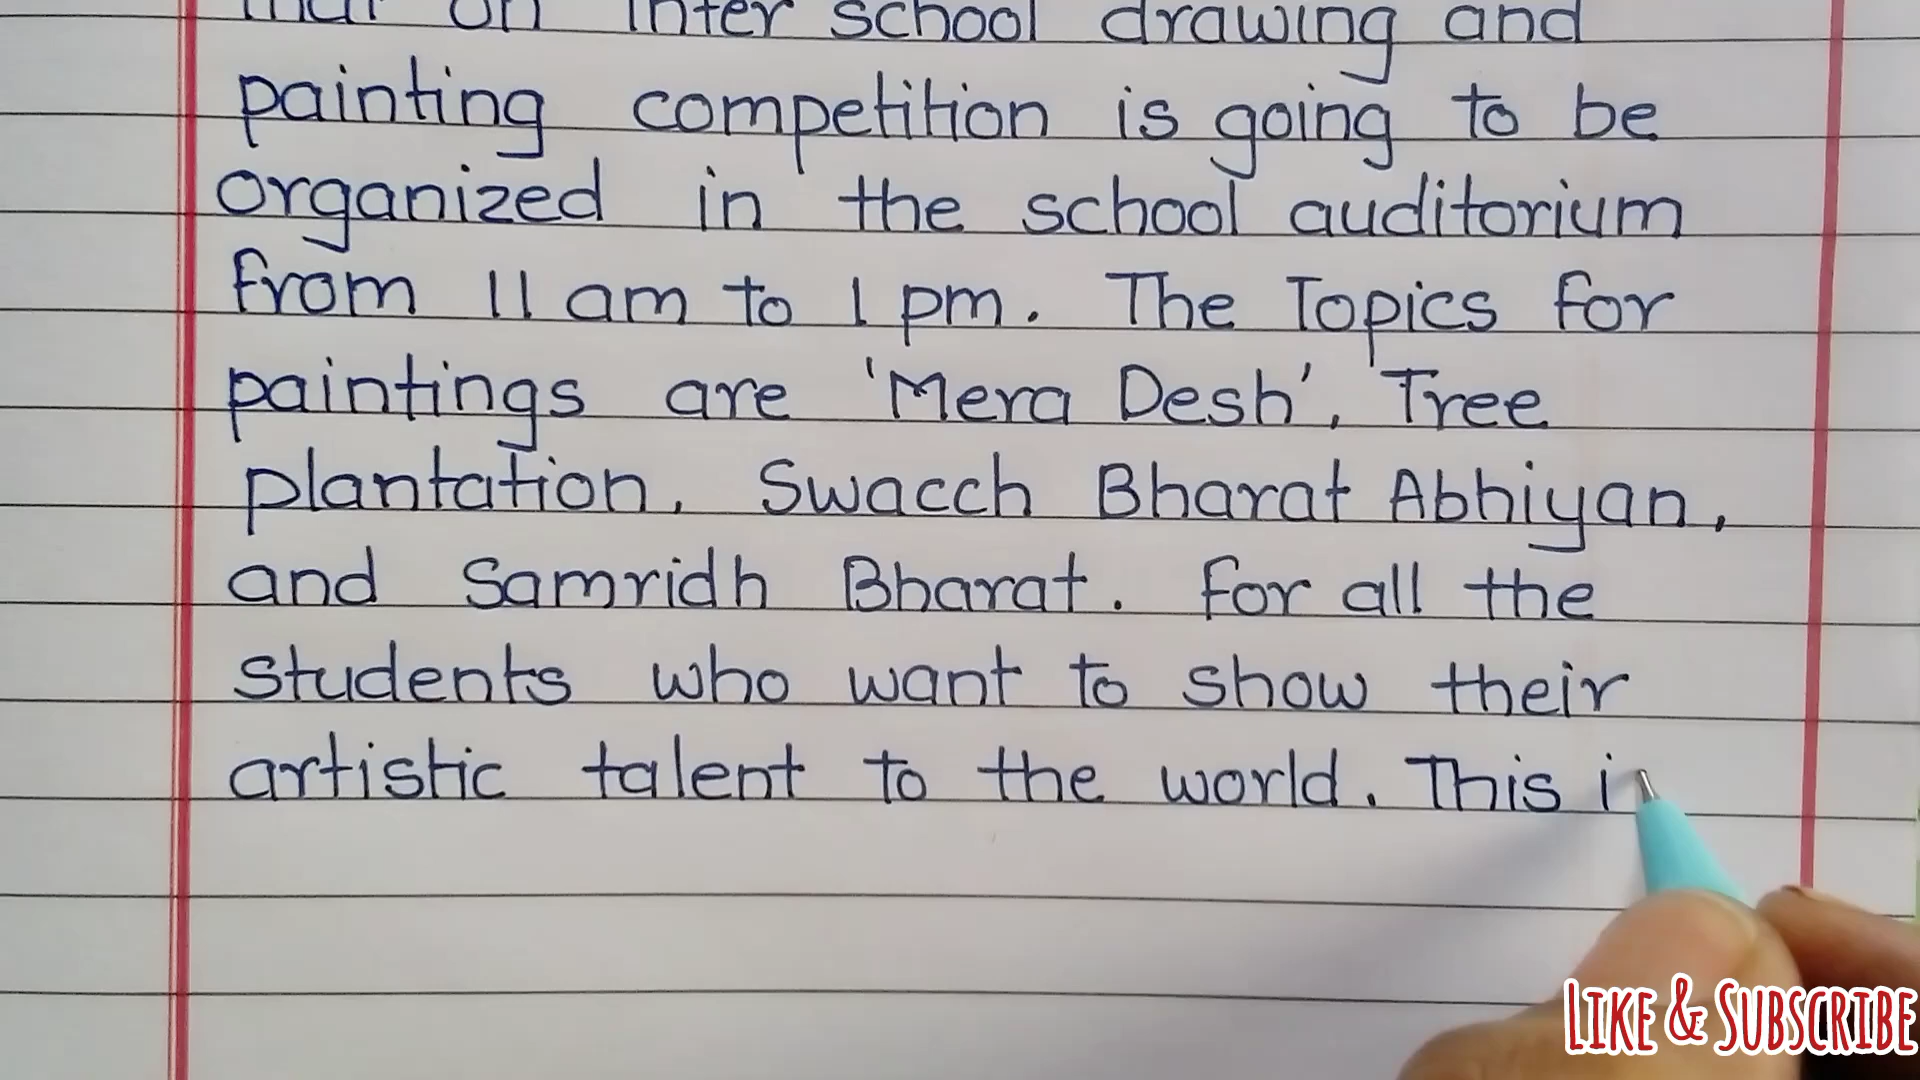 that on Inter school drawing and
painting competition is going to be
organized in the school auditorium
from 11 am to 1 pm. The Topics for
paintings are 'Mera Desh', Tree
plantation, Swacch Bharat Abhiyan,
and Samridh Bharat. For all the
students who want to show their
artistic talent to the world. This i
LIKE & SUBSCRIBE